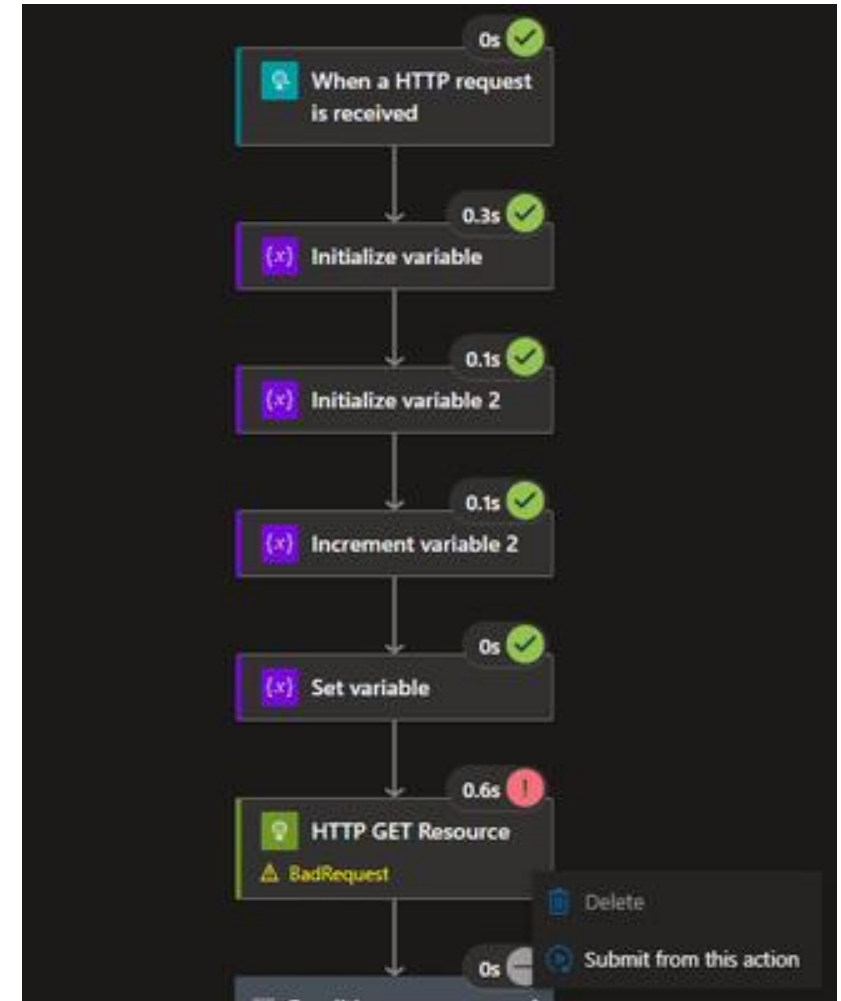 0s
When a HTTP request
is received
0.3s
{x} Initialize variable
0.1s
{x} Initialize variable 2
0.1s
{x} Increment variable 2
0s
{x} Set variable
0.6s !
HTTP GET Resource
BadRequest
Delete
Submit from this action
0s